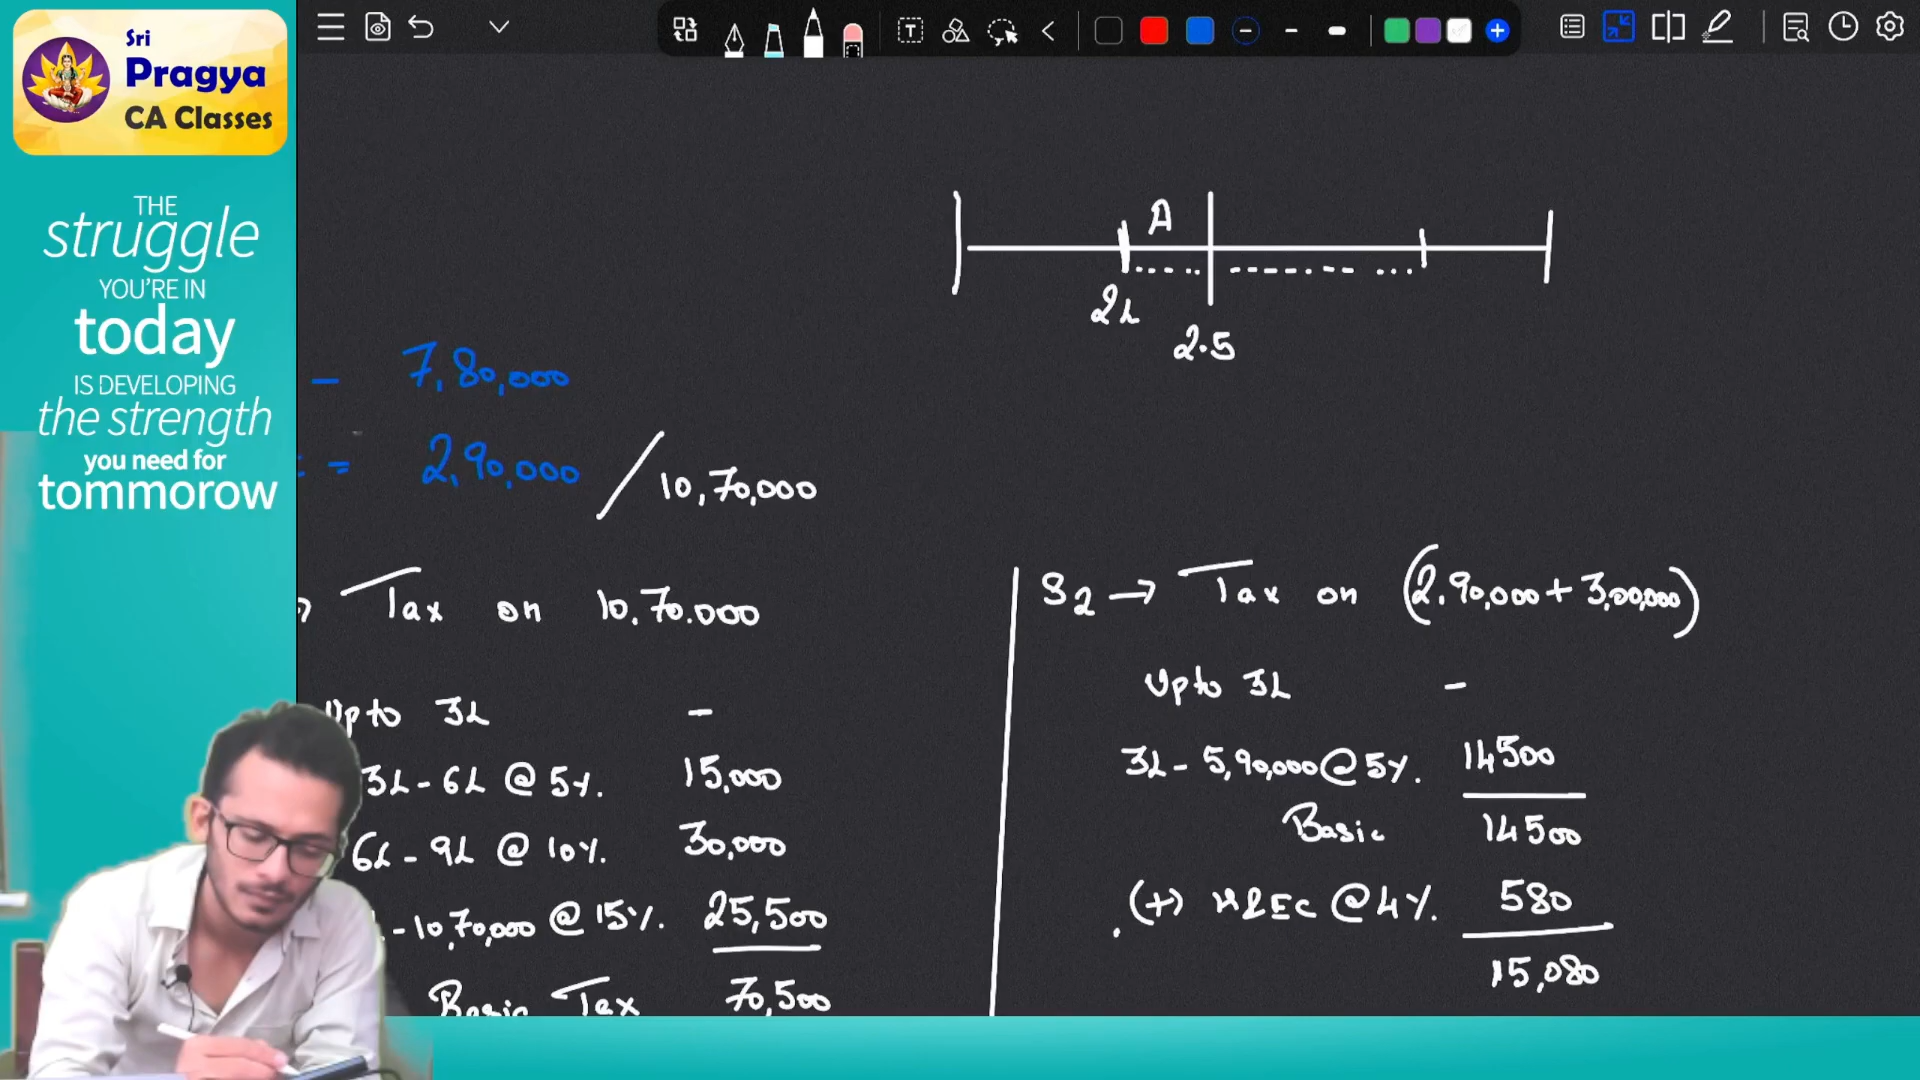 Sri
Pragya
CA Classes
THE
struggle
YOU'RE IN
today
IS DEVELOPING
the strength
you need for
tommorow
A
2L
2.5
- 7,80,000
= 2,90,000 / 10,70,000
Tax on 10,70,000
Upto 3L -
3L - 6L @ 5%. 15,000
6L - 9L @ 10%. 30,000
- 10,70,000 @ 15%. 25,500
Basic Tax 70,500
S2 → Tax on (2,90,000 + 3,00,000)
Upto 3L -
3L - 5,90,000 @ 5%. 14500
Basic 14500
(+) H&EC @ 4%. 580
15,080